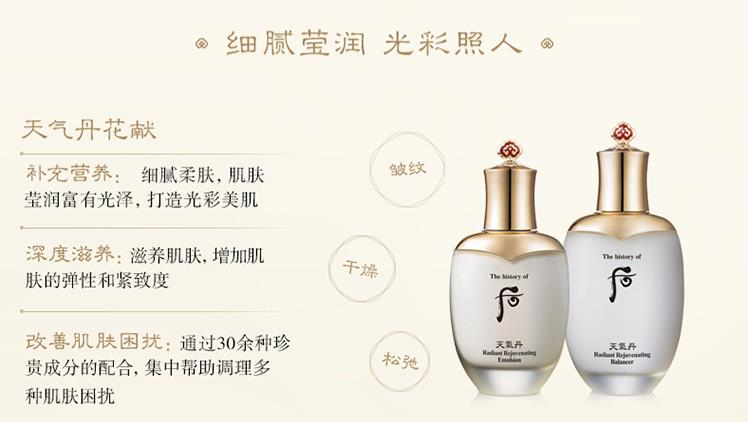 细腻莹润 光彩照人
天气丹花献
补充营养： 细腻柔肤, 肌肤
莹润富有光泽, 打造光彩美肌
深度滋养: 滋养肌肤, 增加肌
肤的弹性和紧致度
改善肌肤困扰: 通过30余种珍
贵成分的配合, 集中帮助调理多
种肌肤困扰
皱纹
干燥
松弛
The history of
后
天氣丹
Radiant Rejuvenating
Emulsion
The history of
后
天氣丹
Radiant Rejuvenating
Balancer